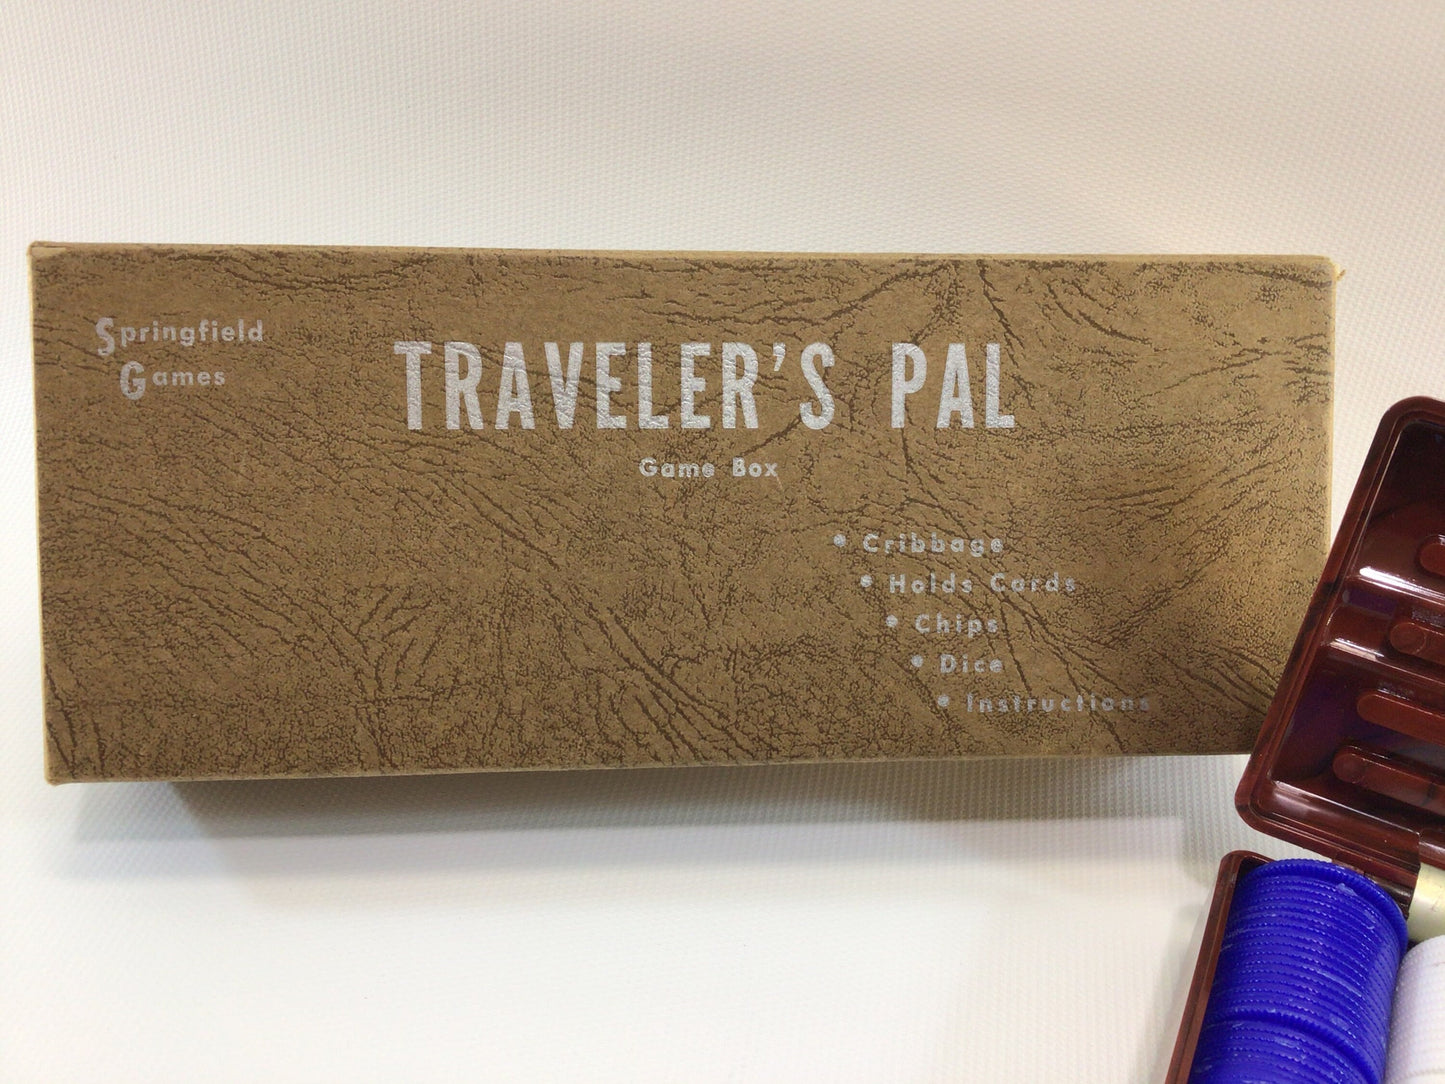 Springfield
Games
TRAVELER'S PAL
Game Box
• Cribbage
• Holds Cards
• Chips
• Dice
• Instructions